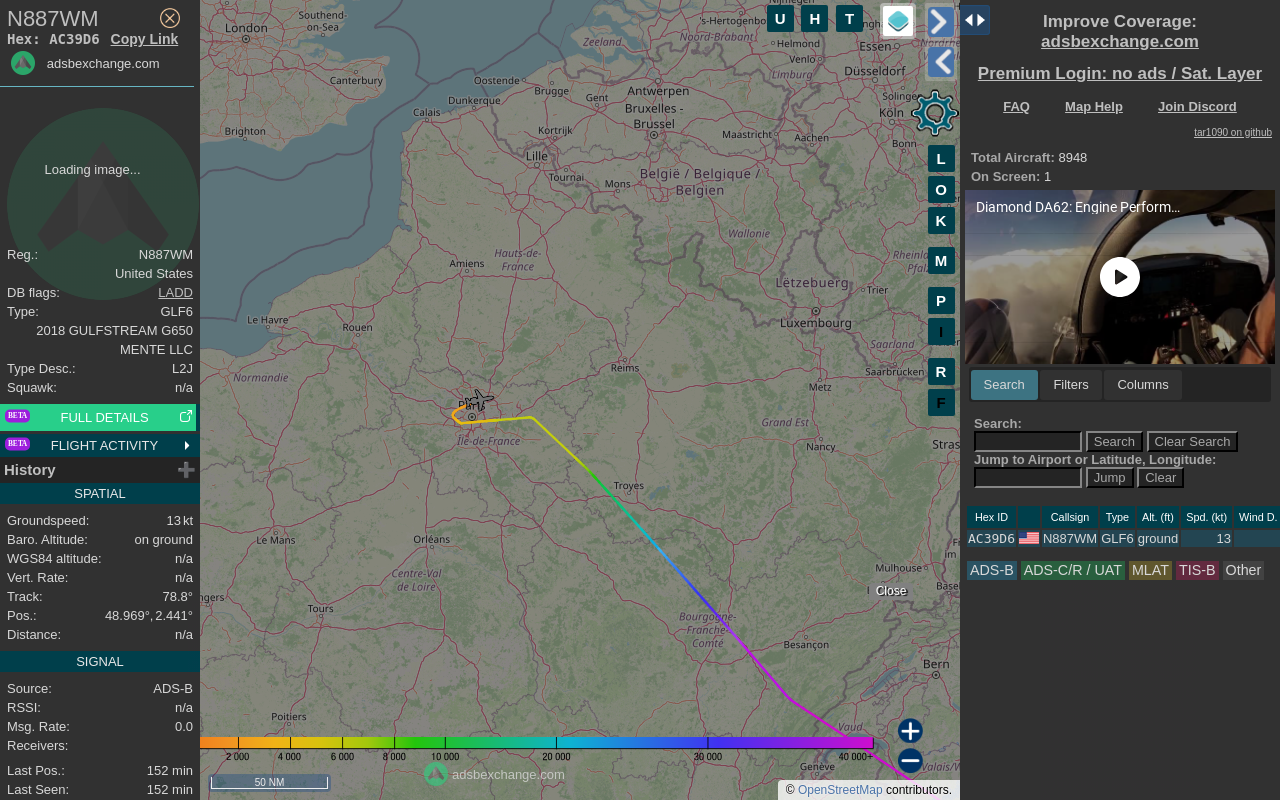 N887WM
Hex: AC39D6 Copy Link
adsbexchange.com
Loading image...
Reg.: N887WM
United States
DB flags: LADD
Type: GLF6
2018 GULFSTREAM G650
MENTE LLC
Type Desc.: L2J
Squawk: n/a
BETA FULL DETAILS
BETA FLIGHT ACTIVITY
History
SPATIAL
Groundspeed: 13 kt
Baro. Altitude: on ground
WGS84 altitude: n/a
Vert. Rate: n/a
Track: 78.8°
Pos.: 48.969°, 2.441°
Distance: n/a
SIGNAL
Source: ADS-B
RSSI: n/a
Msg. Rate: 0.0
Receivers:
Last Pos.: 152 min
Last Seen: 152 min
London
Southend-
on-Sea
Canterbury
Brighton
Zeeland
's-Hertogenbo
Noord-Brabant
Helmond
Venlo
Limburg
Essen
Düsseldorf
Solingen
Köln
Bonn
Aachen
Maastricht
Oostende
Dunkerque
Calais
Brugge
Gent
Antwerpen
Bruxelles -
Brussel
Kortrijk
Lille
Tournai
Mons
België / Belgique /
Belgien
Wallonie
Hauts-de-
France
Amiens
Lëtzebuerg
Trier
Luxembourg
Saarland
Saarbrücken
Le Havre
Rouen
Normandie
Reims
Metz
Paris
Île-de-France
Grand Est
Nancy
Stras
Troyes
Le Mans
Orléans
Centre-Val
de Loire
ngers
Tours
Mulhouse
Basel
Bourgogne-
Franche-
Comté
Besançon
Bern
Poitiers
Vaud
Genève
Valais/W
U H T
L
O
K
M
P
I
R
F
Close
2 000 4 000 6 000 8 000 10 000 20 000 30 000 40 000+
50 NM
adsbexchange.com
© OpenStreetMap contributors.
Improve Coverage:
adsbexchange.com
Premium Login: no ads / Sat. Layer
FAQ Map Help Join Discord
tar1090 on github
Total Aircraft: 8948
On Screen: 1
Diamond DA62: Engine Perform...
Search Filters Columns
Search:
Search Clear Search
Jump to Airport or Latitude, Longitude:
Jump Clear
Hex ID Callsign Type Alt. (ft) Spd. (kt) Wind D.
AC39D6 N887WM GLF6 ground 13
ADS-B ADS-C/R / UAT MLAT TIS-B Other